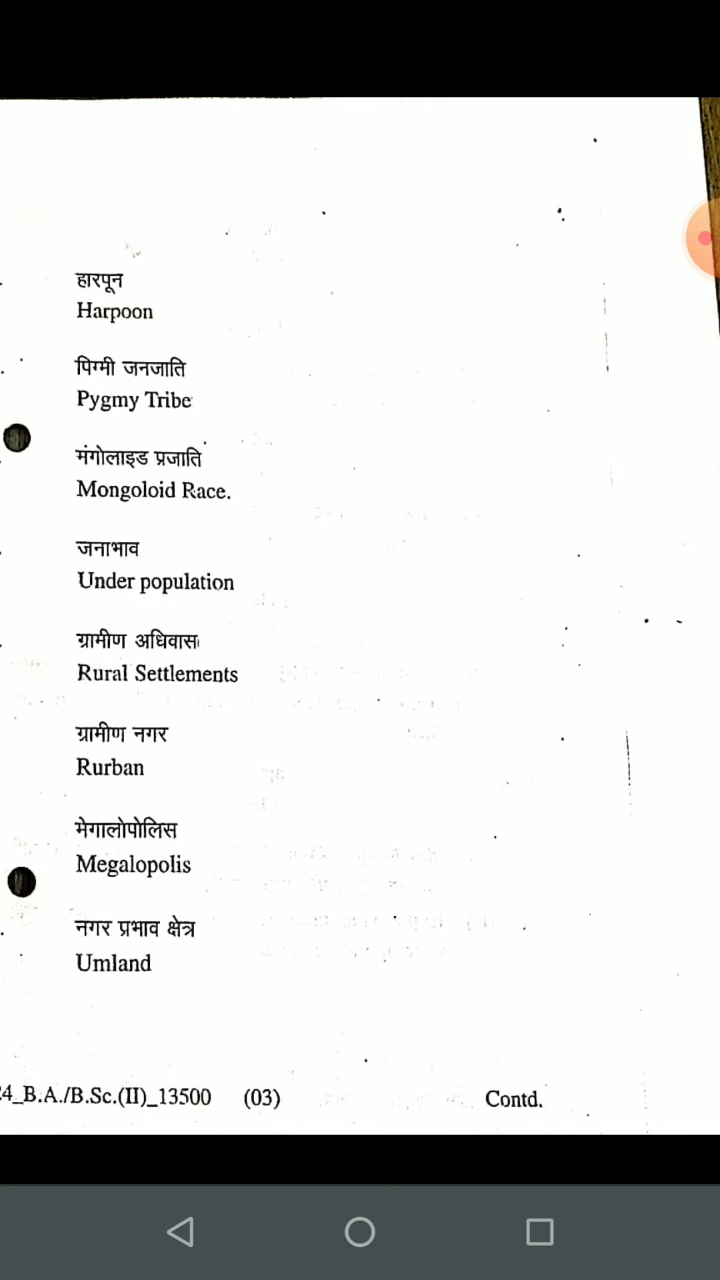 हारपून
Harpoon
पिग्मी जनजाति
Pygmy Tribe
मंगोलाइड प्रजाति
Mongoloid Race.
जनाभाव
Under population
ग्रामीण अधिवास
Rural Settlements
ग्रामीण नगर
Rurban
मेगालोपोलिस
Megalopolis
नगर प्रभाव क्षेत्र
Umland
4_B.A./B.Sc.(II)_13500 (03) Contd.